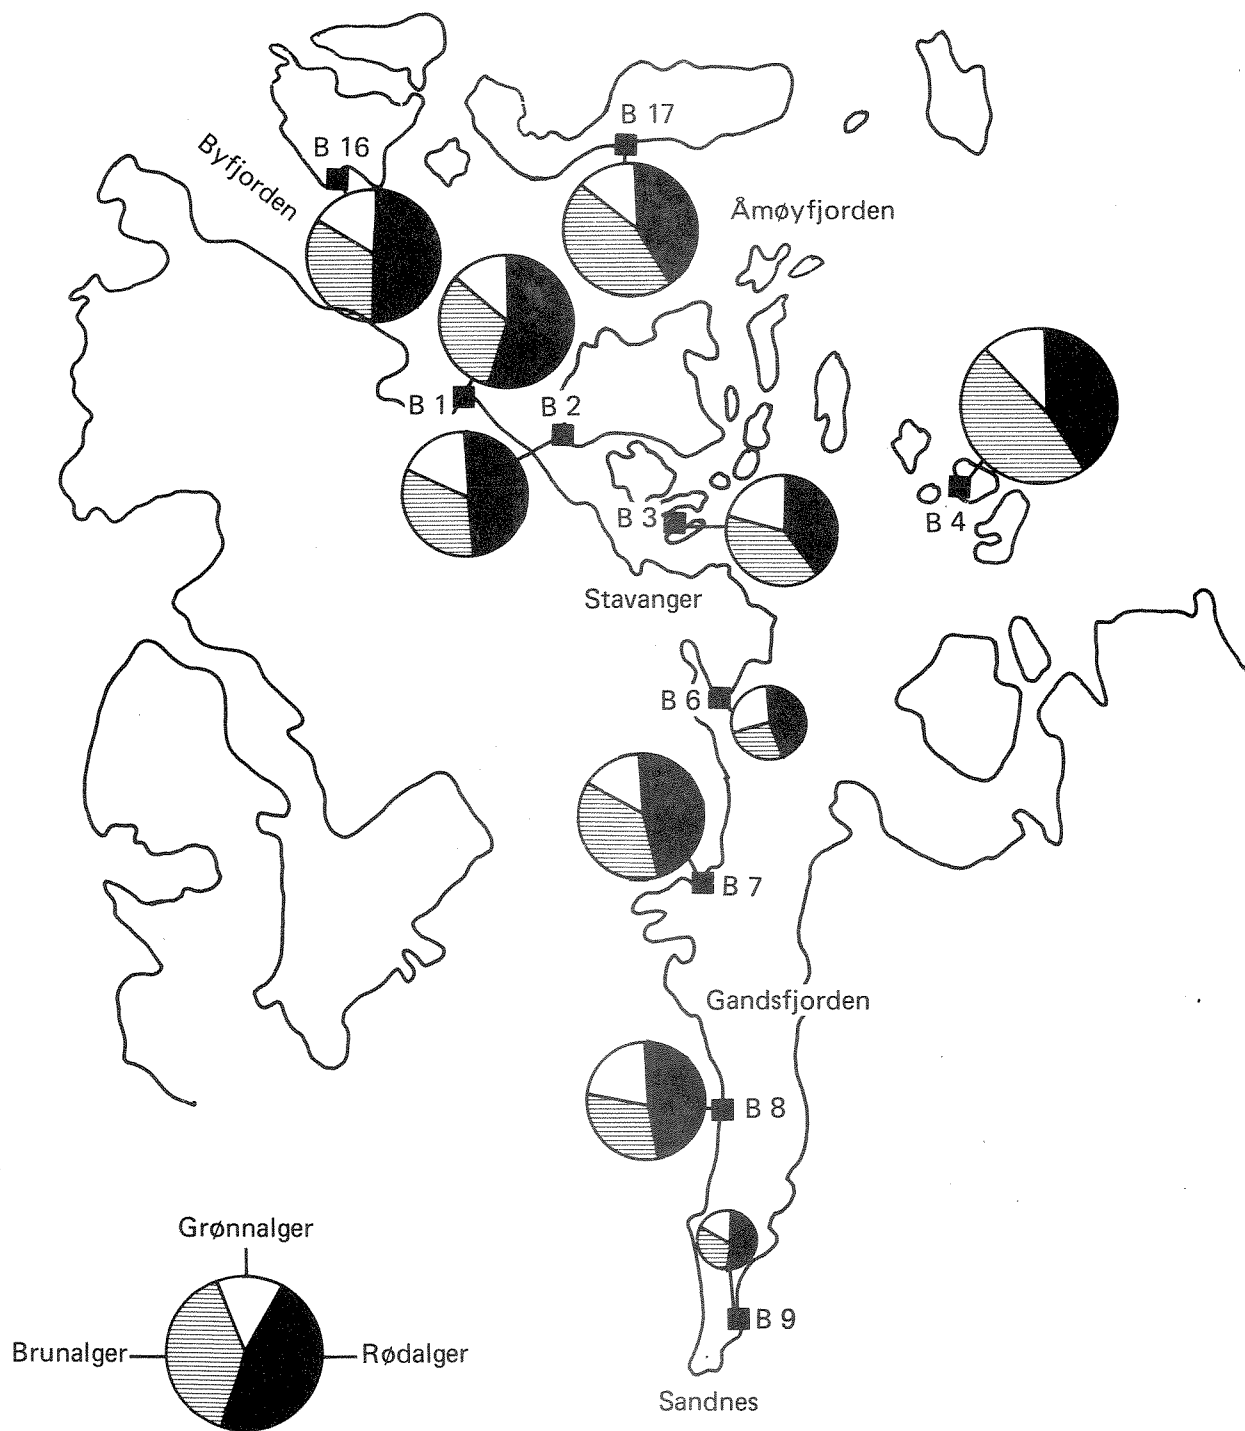 B 17
B 16
Byfjorden
Åmøyfjorden
B 1
B 2
B 3
B 4
Stavanger
B 6
B 7
Gandsfjorden
B 8
Grønnalger
B 9
Brunalger
Rødalger
Sandnes